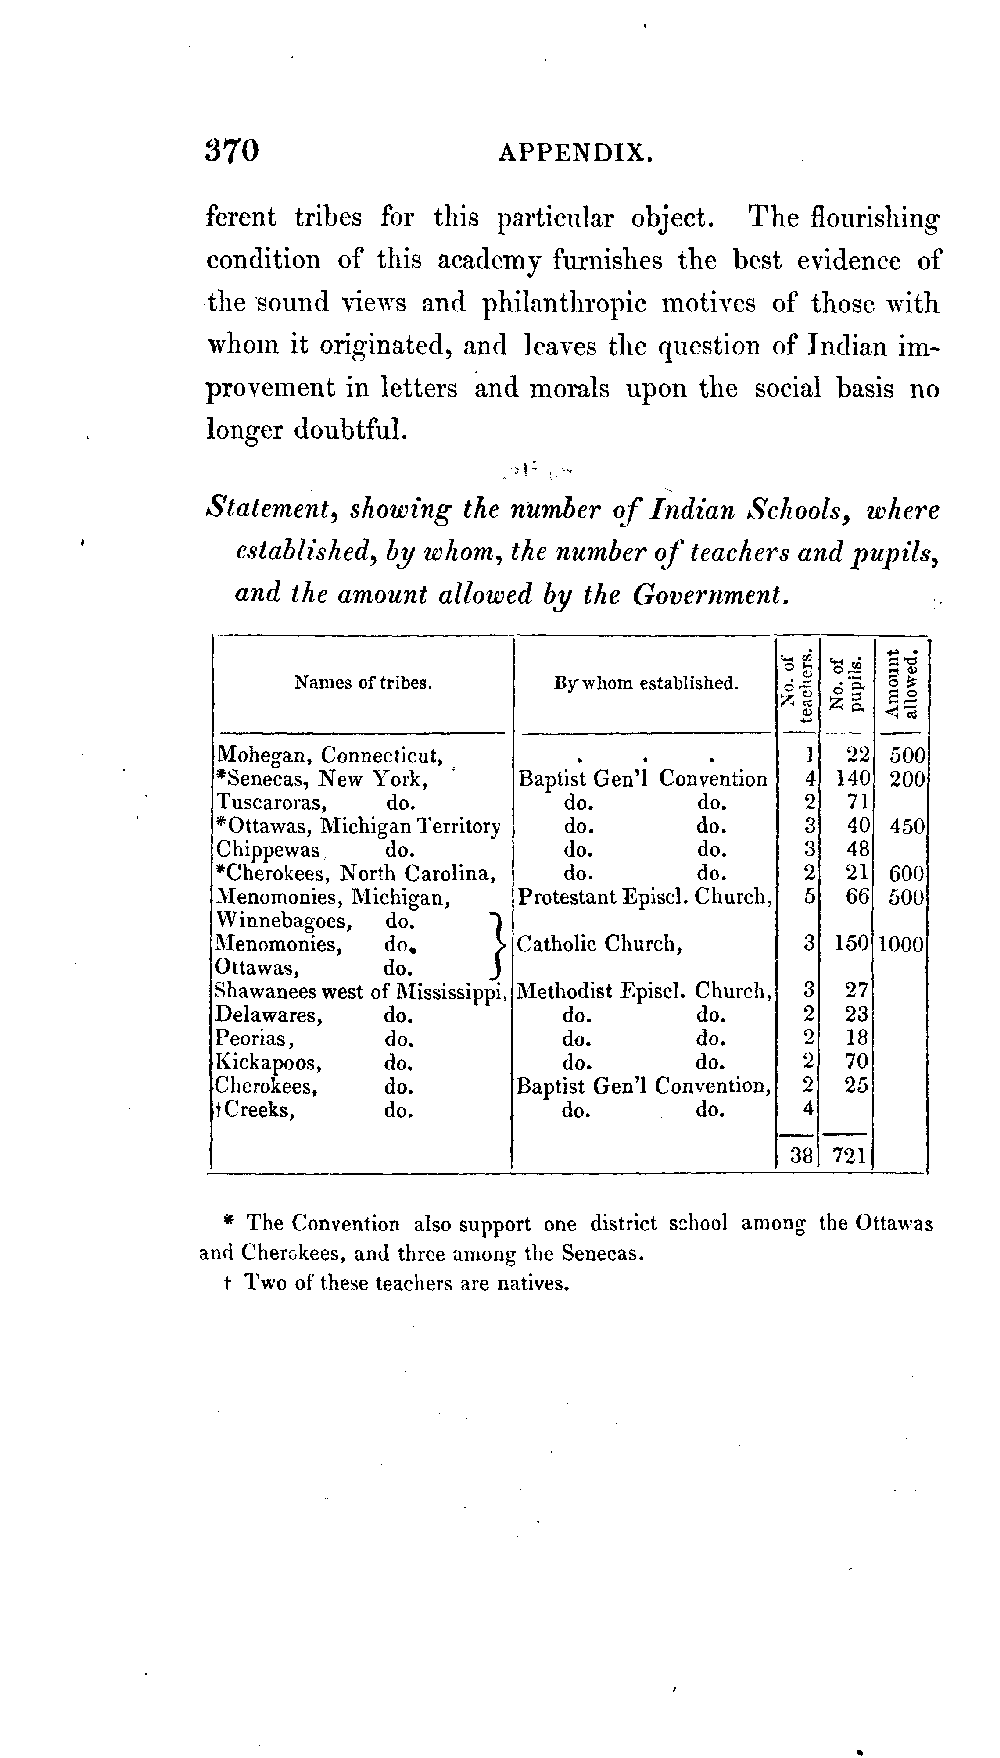 370 APPENDIX.
ferent tribes for this particular object. The flourishing
condition of this academy furnishes the best evidence of
the sound views and philanthropic motives of those with
whom it originated, and leaves the question of Indian im-
provement in letters and morals upon the social basis no
longer doubtful.
Statement, showing the number of Indian Schools, where
established, by whom, the number of teachers and pupils,
and the amount allowed by the Government.
Names of tribes. By whom established. No. of teachers. No. of pupils. Amount allowed.
Mohegan, Connecticut, . . . 1 22 500
*Senecas, New York, Baptist Gen'l Convention 4 140 200
Tuscaroras, do. do. do. 2 71
*Ottawas, Michigan Territory do. do. 3 40 450
Chippewas do. do. do. 3 48
*Cherokees, North Carolina, do. do. 2 21 600
Menomonies, Michigan, Protestant Episcl. Church, 5 66 500
Winnebagoes, do.
Menomonies, do. } Catholic Church, 3 150 1000
Ottawas, do.
Shawanees west of Mississippi, Methodist Episcl. Church, 3 27
Delawares, do. do. do. 2 23
Peorias, do. do. do. 2 18
Kickapoos, do. do. do. 2 70
Cherokees, do. Baptist Gen'l Convention, 2 25
†Creeks, do. do. do. 4
38 721
* The Convention also support one district school among the Ottawas
and Cherokees, and three among the Senecas.
† Two of these teachers are natives.